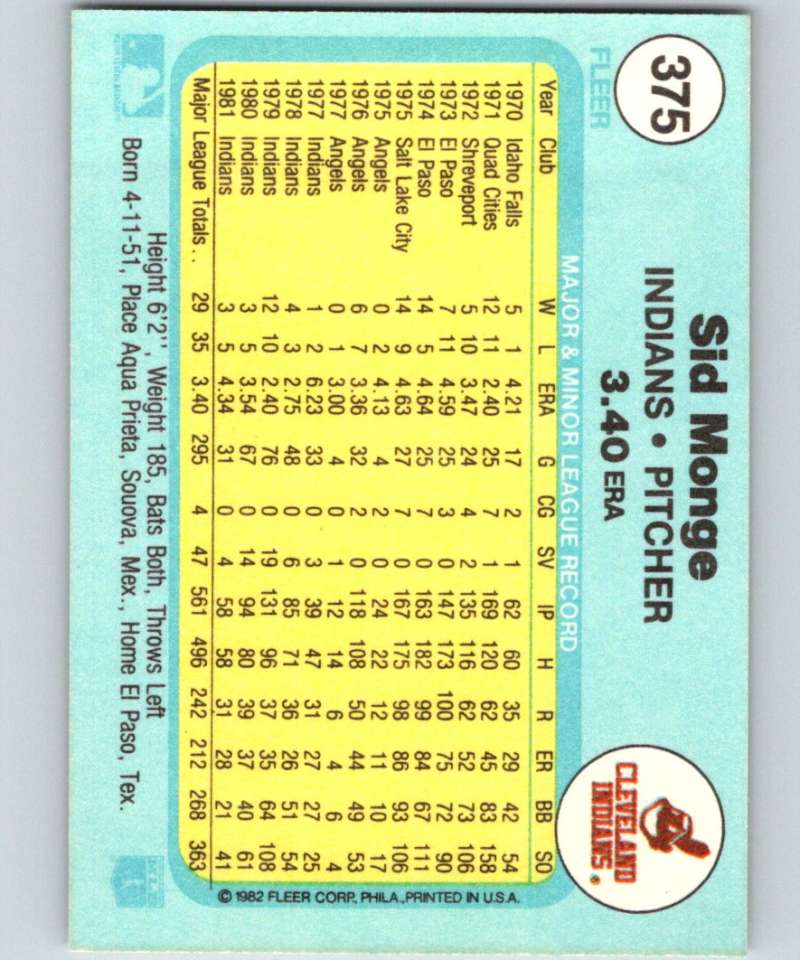 375
FLEER
Sid Monge
INDIANS • PITCHER
3.40 ERA
CLEVELAND
INDIANS
MAJOR & MINOR LEAGUE RECORD
Year Club W L ERA G CG SV IP H R ER BB SO
1970 Idaho Falls 5 1 4.21 17 2 1 62 60 35 29 42 54
1971 Quad Cities 12 11 2.40 25 7 1 169 120 62 45 83 158
1972 Shreveport 5 10 3.47 24 4 2 135 116 62 52 73 106
1973 El Paso 7 11 4.59 25 3 0 147 173 100 75 72 90
1974 El Paso 14 5 4.64 25 7 0 163 182 99 84 67 111
1975 Salt Lake City 14 9 4.63 27 7 0 167 175 98 86 93 106
1975 Angels 0 2 4.13 4 2 0 24 22 12 11 10 17
1976 Angels 6 7 3.36 32 2 0 118 108 50 44 49 53
1977 Angels 0 1 3.00 4 0 1 12 14 6 4 6 4
1977 Indians 1 2 6.23 33 0 3 39 47 31 27 27 25
1978 Indians 4 3 2.75 48 0 6 85 71 36 26 51 54
1979 Indians 12 10 2.40 76 0 19 131 96 37 35 64 108
1980 Indians 3 5 3.54 67 0 14 94 80 39 37 40 61
1981 Indians 3 5 4.34 31 0 4 58 58 31 28 21 41
Major League Totals . . 29 35 3.40 295 4 47 561 496 242 212 268 363
Height 6'2", Weight 185, Bats Both, Throws Left
Born 4-11-51, Place Aqua Prieta, Souova, Mex., Home El Paso, Tex.
© 1982 FLEER CORP., PHILA., PRINTED IN U.S.A.